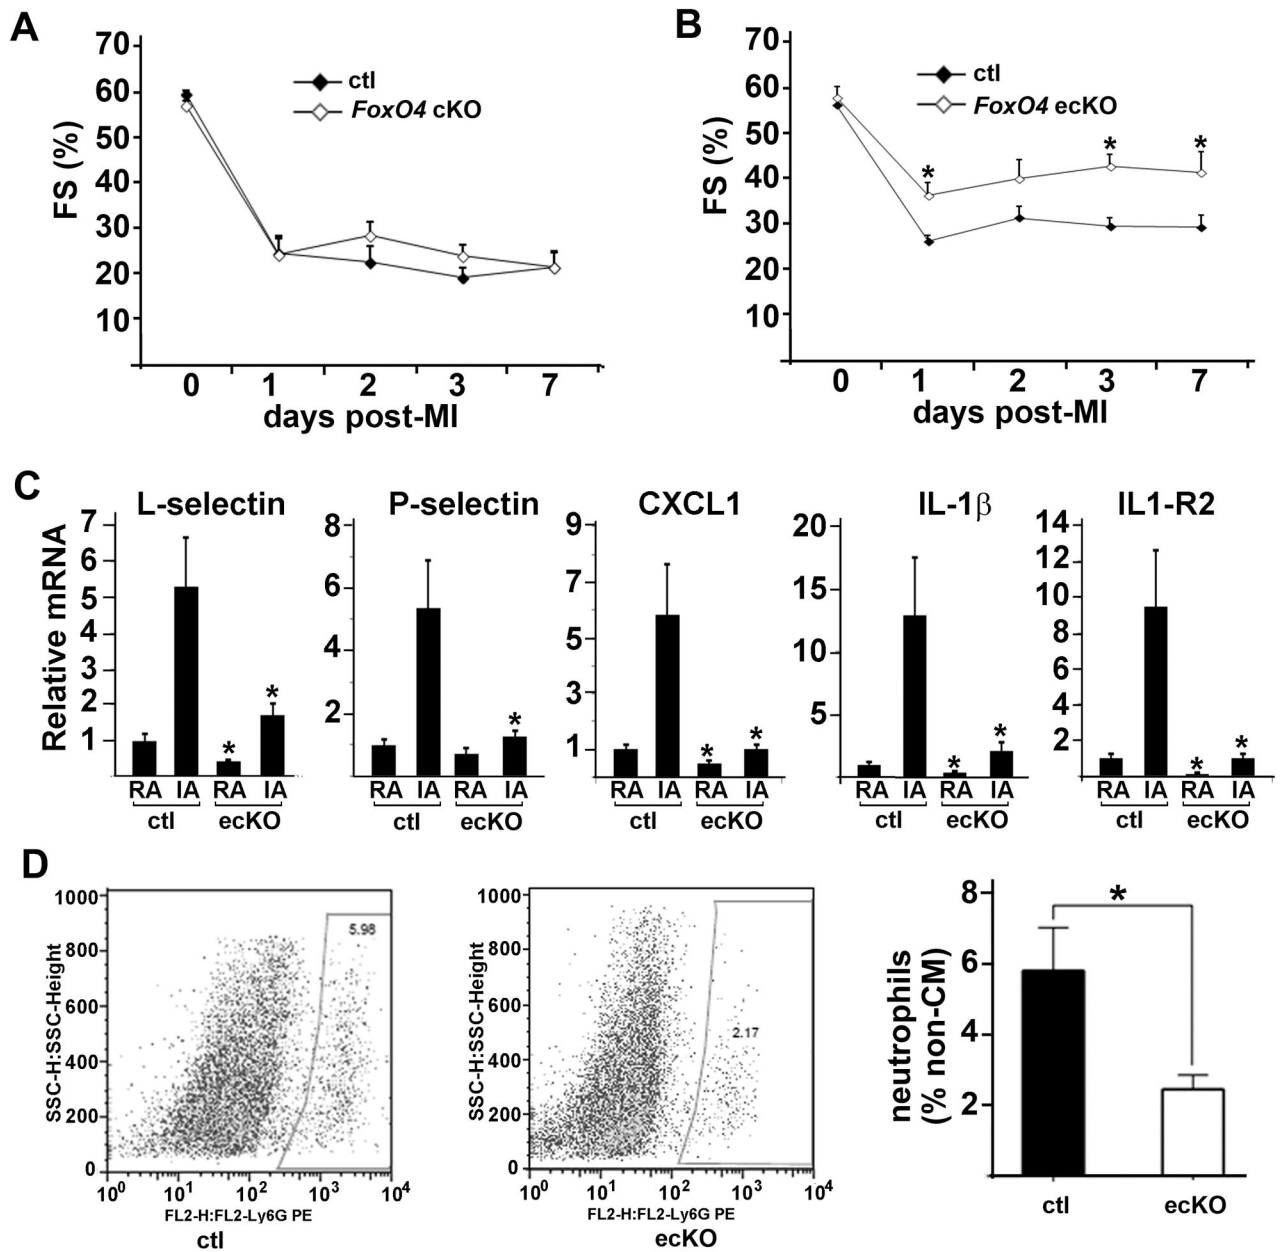 A
70
60
50
40
30
20
10
FS (%)
ctl
FoxO4 cKO
0 1 2 3 7
days post-MI
B
70
60
50
40
30
20
10
FS (%)
ctl
FoxO4 ecKO
* * *
0 1 2 3 7
days post-MI
C
Relative mRNA
L-selectin
7
6
5
4
3
2
1
* *
RA IA RA IA
ctl ecKO
P-selectin
8
6
4
2
*
RA IA RA IA
ctl ecKO
CXCL1
9
7
5
3
1
* *
RA IA RA IA
ctl ecKO
IL-1β
20
15
10
5
* *
RA IA RA IA
ctl ecKO
IL1-R2
14
12
10
8
6
4
2
* *
RA IA RA IA
ctl ecKO
D
SSC-H:SSC-Height
1000
800
600
400
200
0
5.98
10⁰ 10¹ 10² 10³ 10⁴
FL2-H:FL2-Ly6G PE
ctl
SSC-H:SSC-Height
1000
800
600
400
200
0
2.17
10⁰ 10¹ 10² 10³ 10⁴
FL2-H:FL2-Ly6G PE
ecKO
neutrophils
(% non-CM)
8
6
4
2
*
ctl ecKO